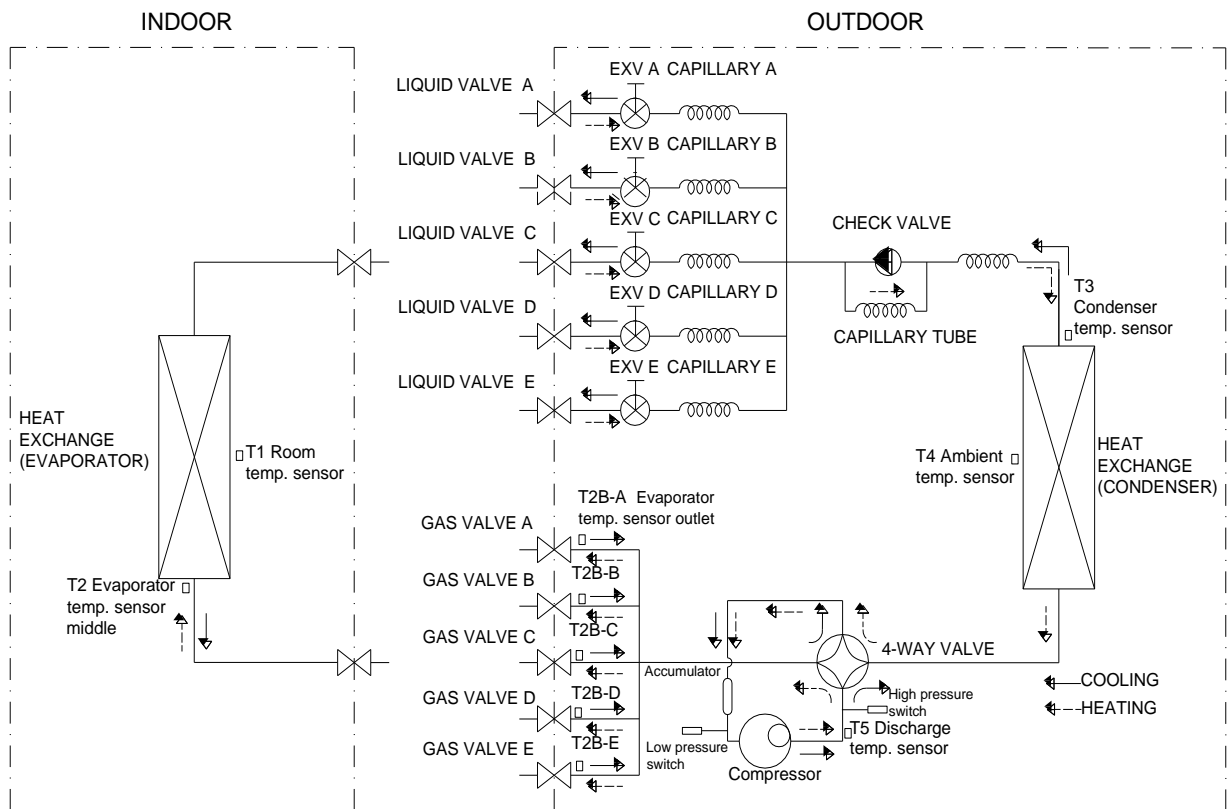 INDOOR
OUTDOOR
LIQUID VALVE A
EXV A CAPILLARY A
LIQUID VALVE B
EXV B CAPILLARY B
LIQUID VALVE C
EXV C CAPILLARY C
LIQUID VALVE D
EXV D CAPILLARY D
LIQUID VALVE E
EXV E CAPILLARY E
CHECK VALVE
CAPILLARY TUBE
T3
Condenser
temp. sensor
HEAT
EXCHANGE
(EVAPORATOR)
T1 Room
temp. sensor
T4 Ambient
temp. sensor
HEAT
EXCHANGE
(CONDENSER)
T2 Evaporator
temp. sensor
middle
GAS VALVE A
T2B-A Evaporator
temp. sensor outlet
GAS VALVE B
T2B-B
GAS VALVE C
T2B-C
GAS VALVE D
T2B-D
GAS VALVE E
T2B-E
Accumulator
4-WAY VALVE
High pressure
switch
T5 Discharge
temp. sensor
Low pressure
switch
Compressor
COOLING
HEATING